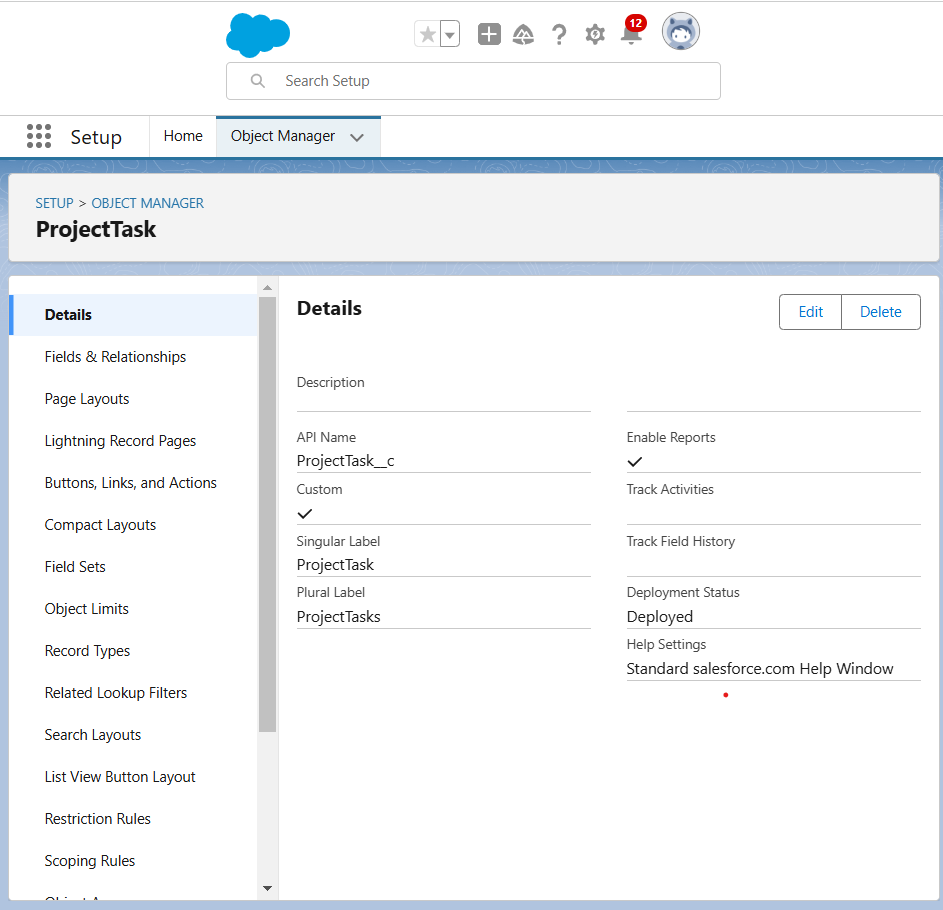 12
Search Setup
Setup Home Object Manager
SETUP > OBJECT MANAGER
ProjectTask
Details
Fields & Relationships
Page Layouts
Lightning Record Pages
Buttons, Links, and Actions
Compact Layouts
Field Sets
Object Limits
Record Types
Related Lookup Filters
Search Layouts
List View Button Layout
Restriction Rules
Scoping Rules
Details
Edit Delete
Description
API Name
ProjectTask__c
Custom
Singular Label
ProjectTask
Plural Label
ProjectTasks
Enable Reports
Track Activities
Track Field History
Deployment Status
Deployed
Help Settings
Standard salesforce.com Help Window